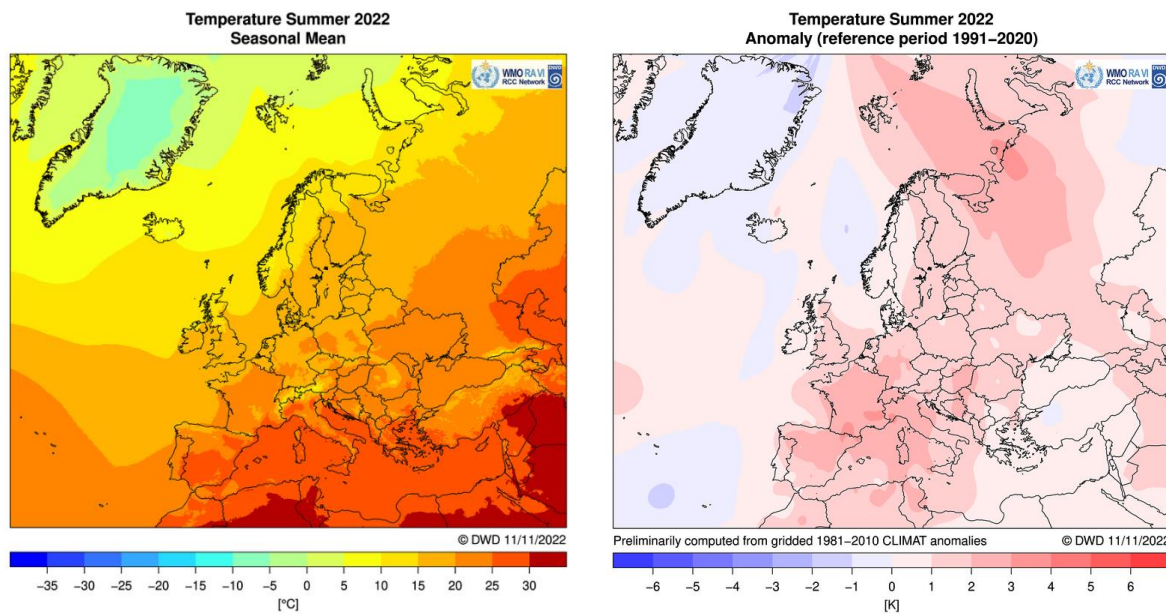 Temperature Summer 2022
Seasonal Mean
WMO RA VI
RCC Network
DWD
© DWD 11/11/2022
−35 −30 −25 −20 −15 −10 −5 0 5 10 15 20 25 30
[°C]
Temperature Summer 2022
Anomaly (reference period 1991−2020)
WMO RA VI
RCC Network
DWD
Preliminarily computed from gridded 1981−2010 CLIMAT anomalies © DWD 11/11/2022
−6 −5 −4 −3 −2 −1 0 1 2 3 4 5 6
[K]